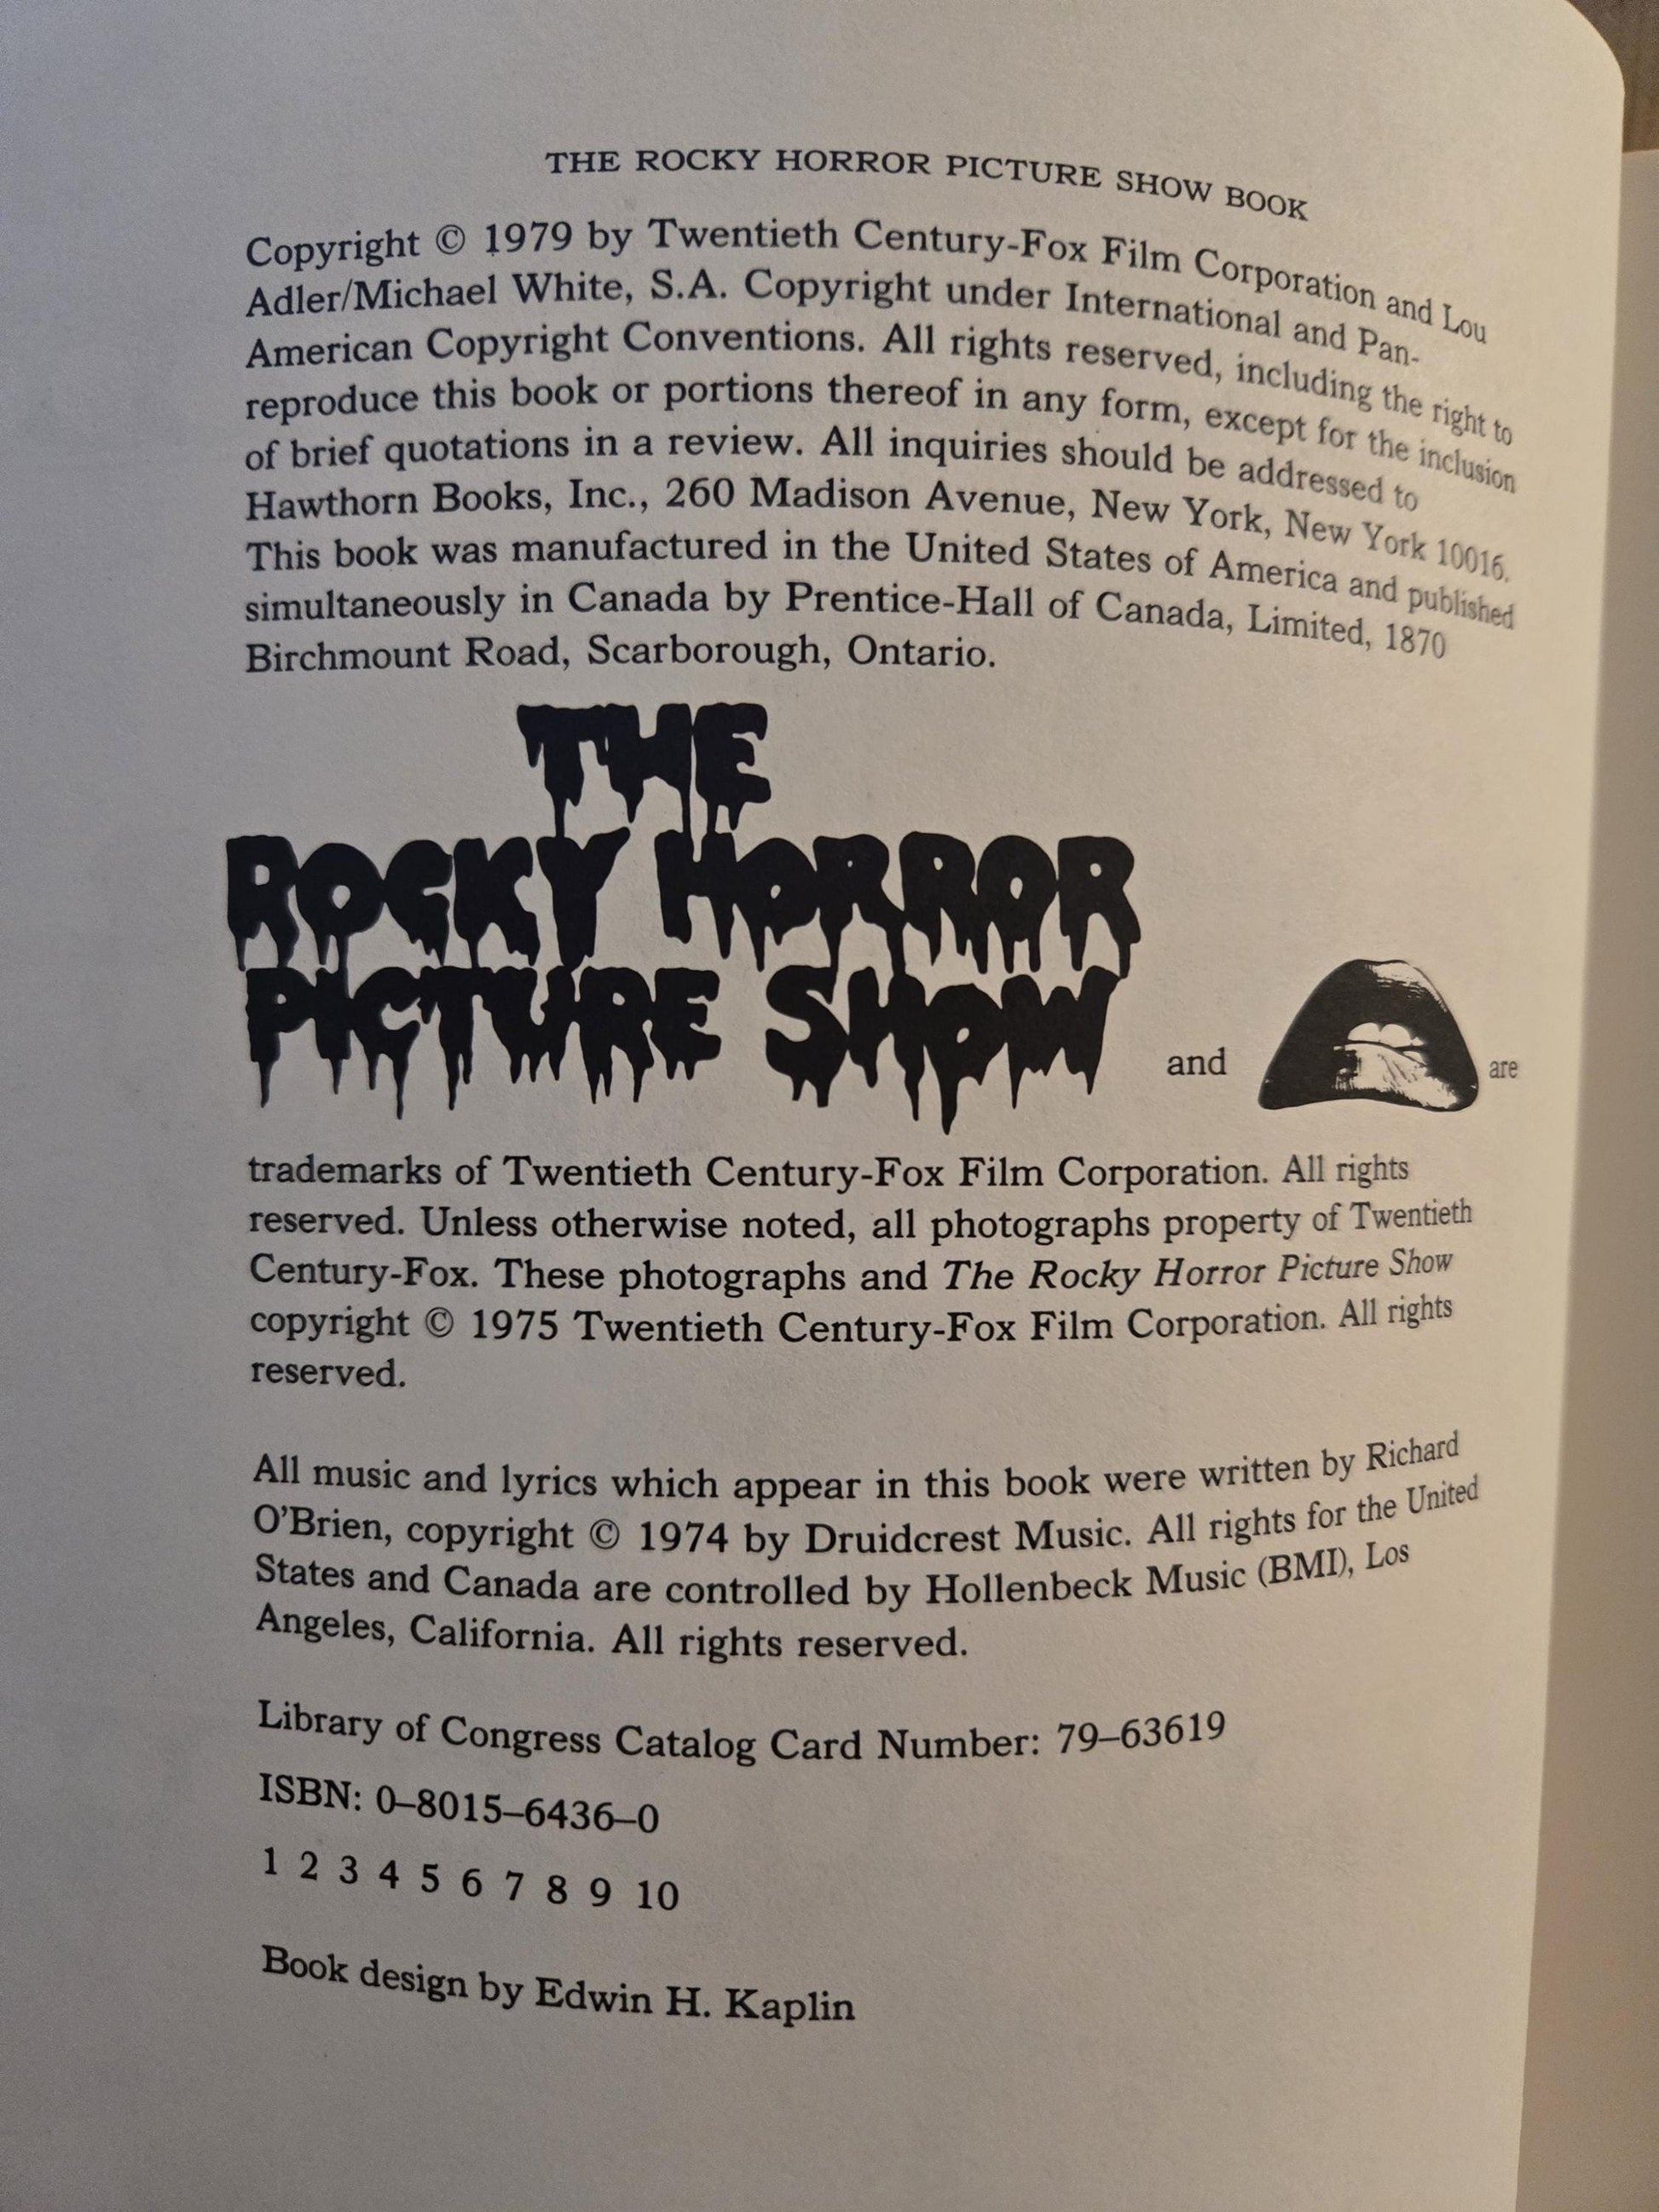 THE ROCKY HORROR PICTURE SHOW BOOK
Copyright © 1979 by Twentieth Century-Fox Film Corporation and Lou
Adler/Michael White, S.A. Copyright under International and Pan-
American Copyright Conventions. All rights reserved, including the right to
reproduce this book or portions thereof in any form, except for the inclusion
of brief quotations in a review. All inquiries should be addressed to
Hawthorn Books, Inc., 260 Madison Avenue, New York, New York 10016.
This book was manufactured in the United States of America and published
simultaneously in Canada by Prentice-Hall of Canada, Limited, 1870
Birchmount Road, Scarborough, Ontario.
THE
ROCKY HORROR
PICTURE SHOW and are
trademarks of Twentieth Century-Fox Film Corporation. All rights
reserved. Unless otherwise noted, all photographs property of Twentieth
Century-Fox. These photographs and The Rocky Horror Picture Show
copyright © 1975 Twentieth Century-Fox Film Corporation. All rights
reserved.
All music and lyrics which appear in this book were written by Richard
O'Brien, copyright © 1974 by Druidcrest Music. All rights for the United
States and Canada are controlled by Hollenbeck Music (BMI), Los
Angeles, California. All rights reserved.
Library of Congress Catalog Card Number: 79–63619
ISBN: 0–8015–6436–0
1 2 3 4 5 6 7 8 9 10
Book design by Edwin H. Kaplin